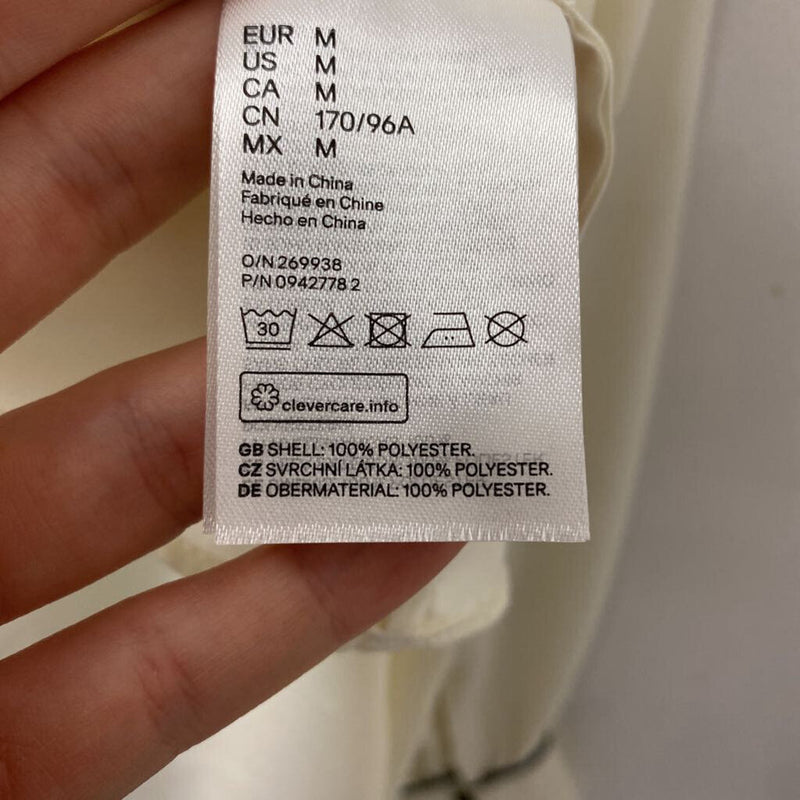 EUR M
US M
CA M
CN 170/96A
MX M
Made in China
Fabriqué en Chine
Hecho en China
O/N 269938
P/N 0942778 2
30
clevercare.info
GB SHELL: 100% POLYESTER.
CZ SVRCHNÍ LÁTKA: 100% POLYESTER.
DE OBERMATERIAL: 100% POLYESTER.